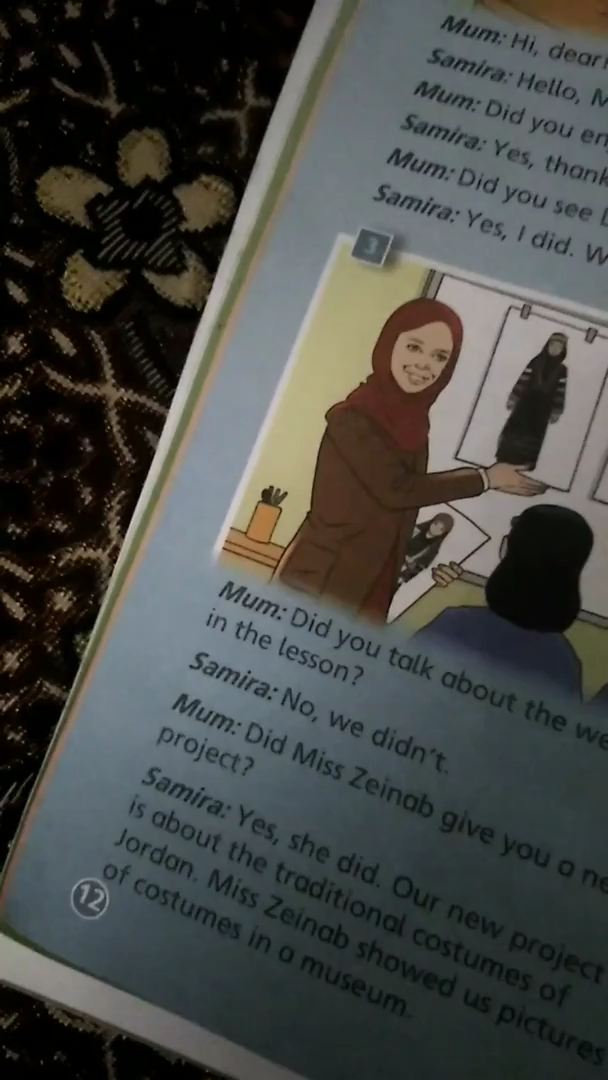 Mum: Hi, dear!
Samira: Hello,
Mum: Did you
Samira: Yes, thank
Mum: Did you see
Samira: Yes, I did.
3
Mum: Did you talk about the
in the lesson?
Samira: No, we didn't.
Mum: Did Miss Zeinab give you a
project?
Samira: Yes, she did. Our new project
is about the traditional costumes of
Jordan. Miss Zeinab showed us pictures
of costumes in a museum.
12